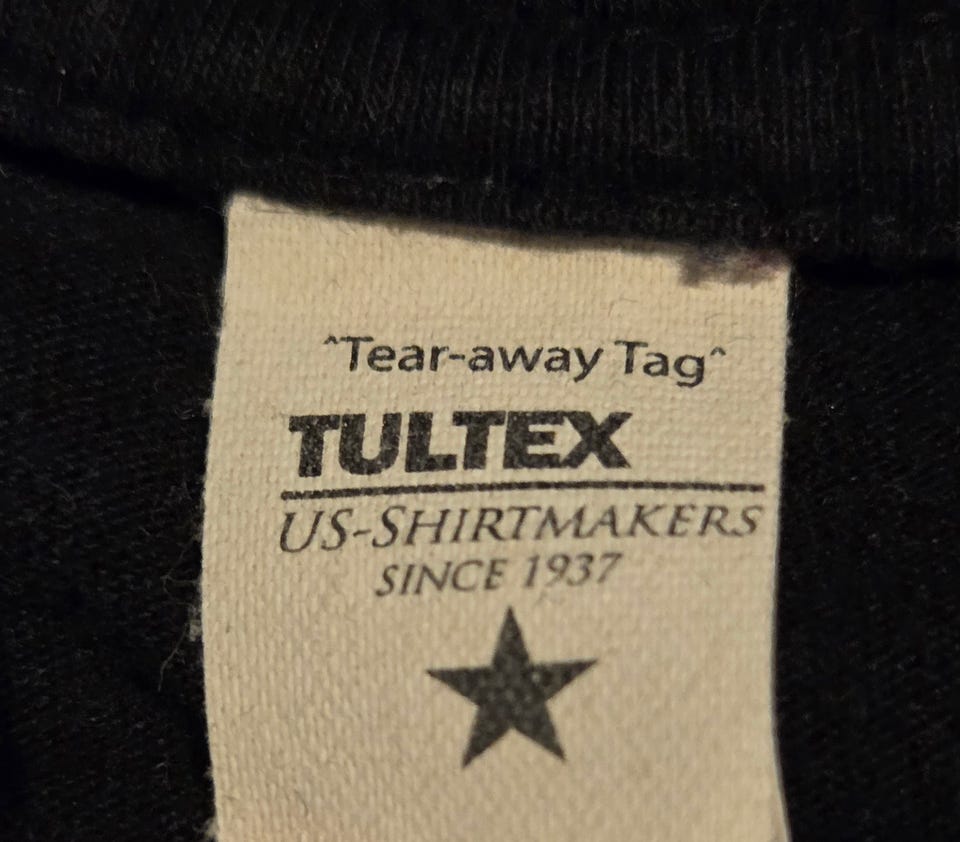 ^Tear-away Tag^
TULTEX
US-SHIRTMAKERS
SINCE 1937